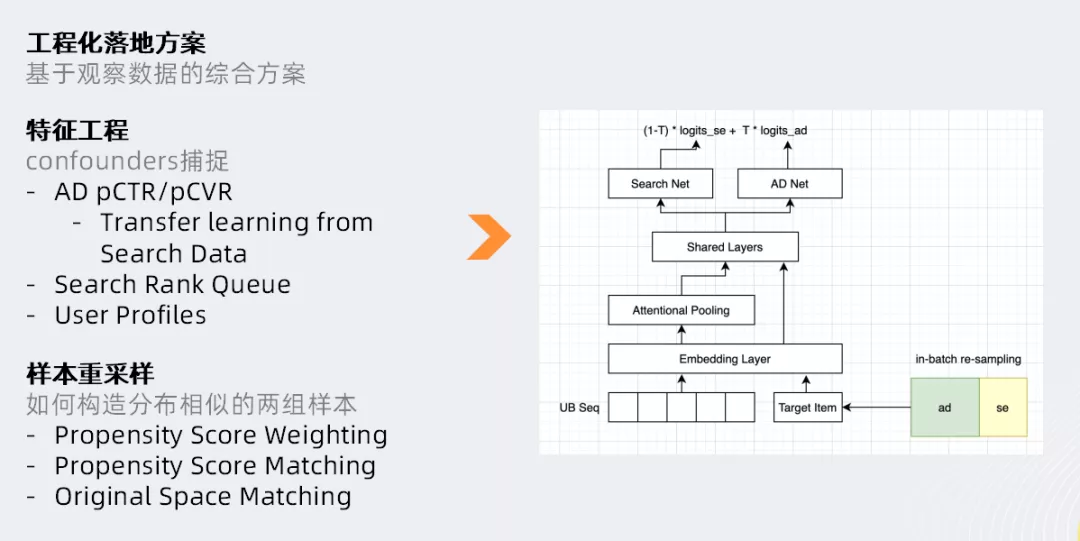 工程化落地方案
基于观察数据的综合方案
特征工程
confounders捕捉
- AD pCTR/pCVR
- Transfer learning from
Search Data
- Search Rank Queue
- User Profiles
样本重采样
如何构造分布相似的两组样本
- Propensity Score Weighting
- Propensity Score Matching
- Original Space Matching
(1-T) * logits_se + T * logits_ad
Search Net
AD Net
Shared Layers
Attentional Pooling
Embedding Layer
in-batch re-sampling
UB Seq
Target Item
ad
se